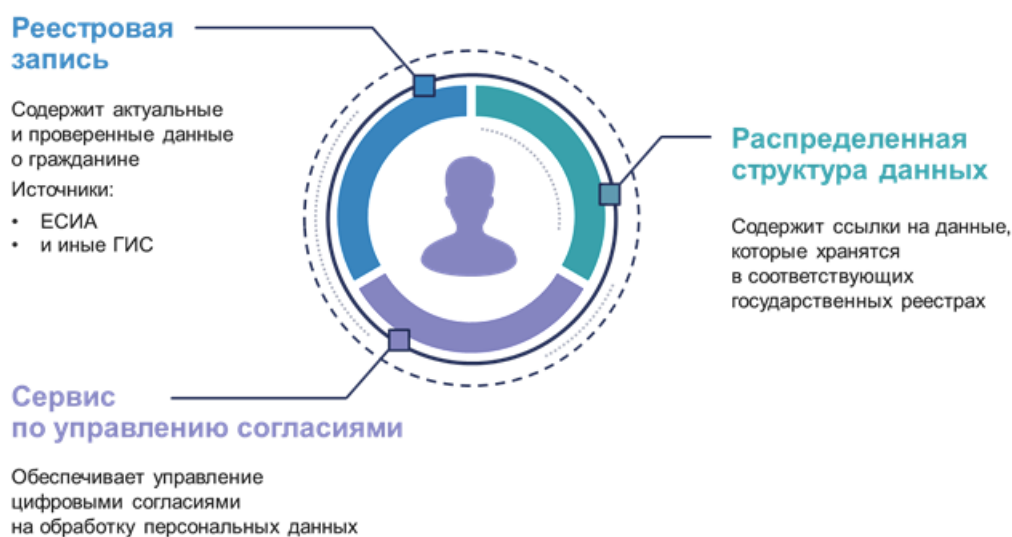 Реестровая
запись
Содержит актуальные
и проверенные данные
о гражданине
Источники:
• ЕСИА
• и иные ГИС
Распределенная
структура данных
Содержит ссылки на данные,
которые хранятся
в соответствующих
государственных реестрах
Сервис
по управлению согласиями
Обеспечивает управление
цифровыми согласиями
на обработку персональных данных